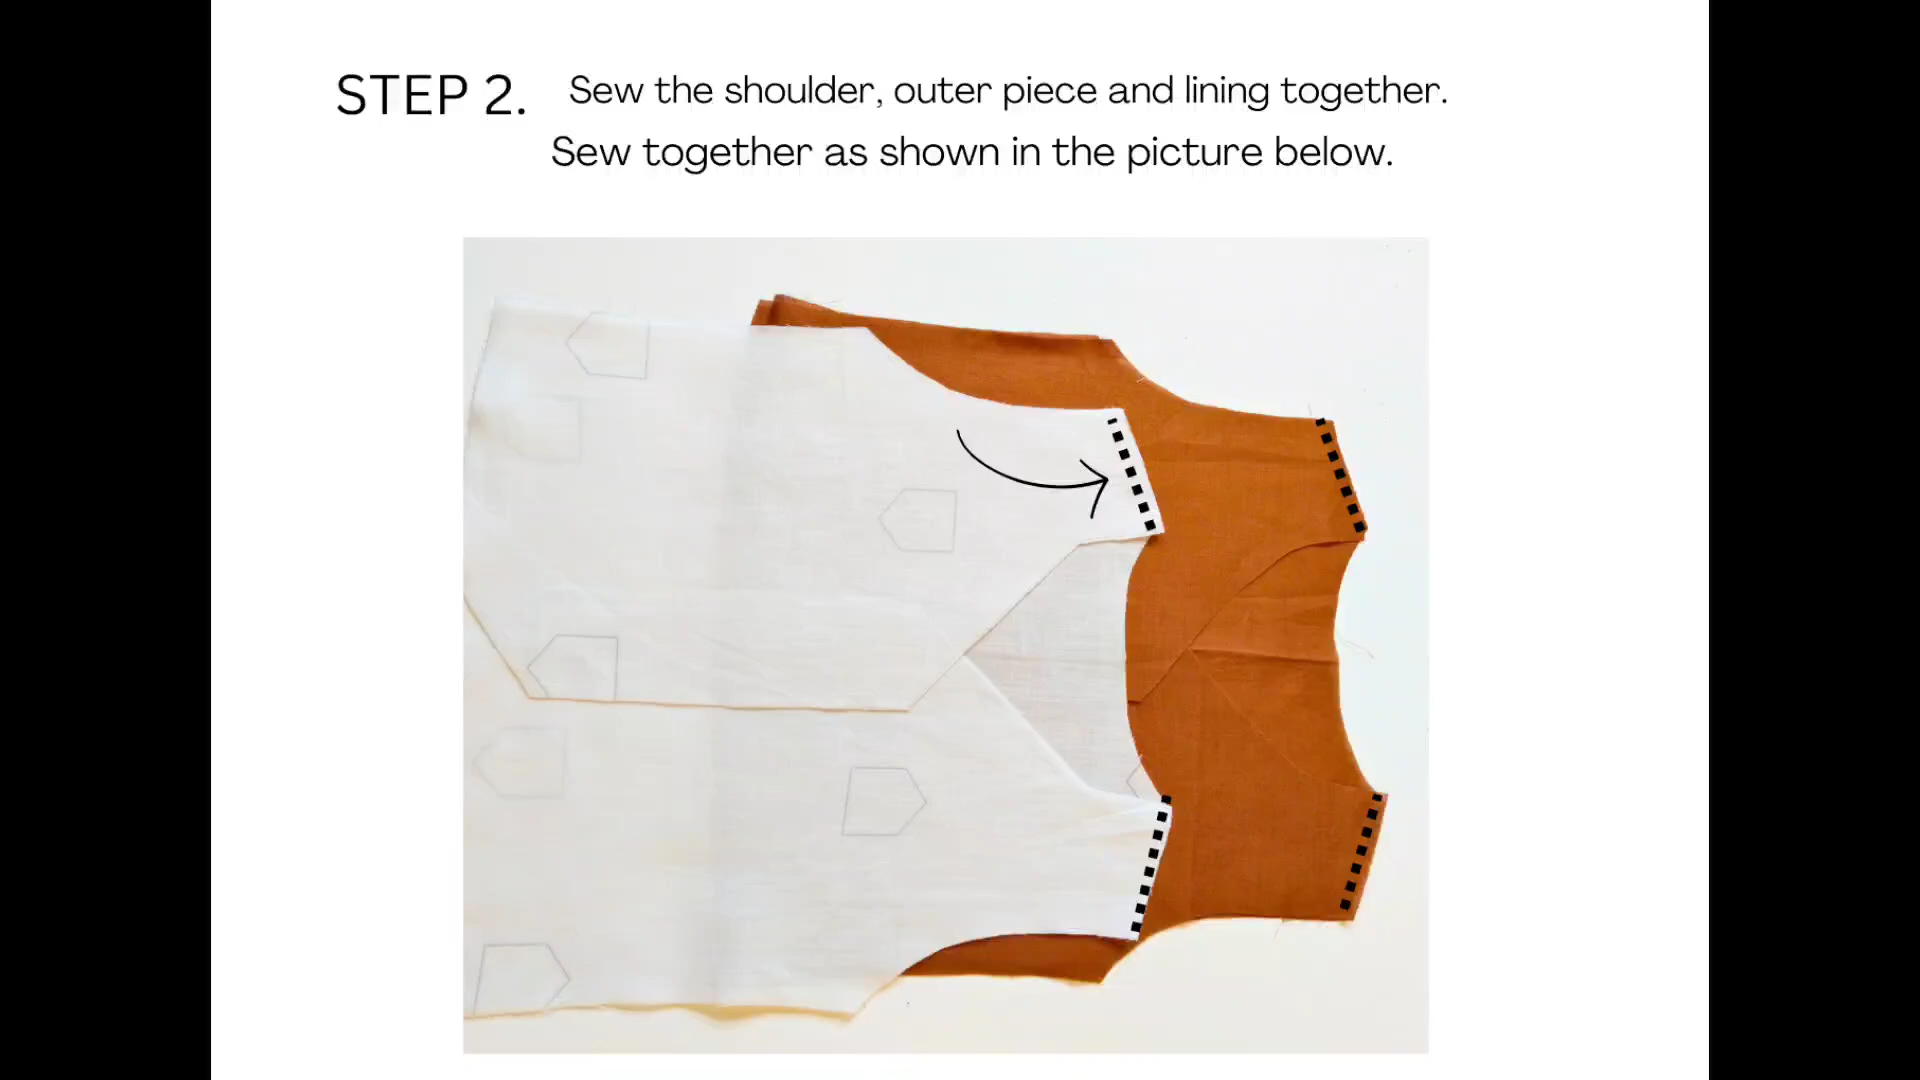 STEP 2. Sew the shoulder, outer piece and lining together.
Sew together as shown in the picture below.